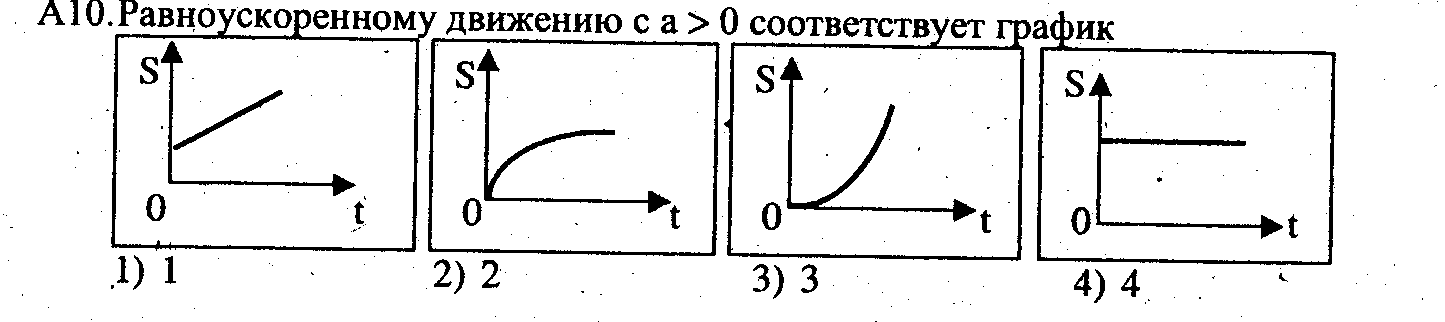 А10. Равноускоренному движению с a > 0 соответствует график
S S S S
0 t 0 t 0 t 0 t
1) 1 2) 2 3) 3 4) 4